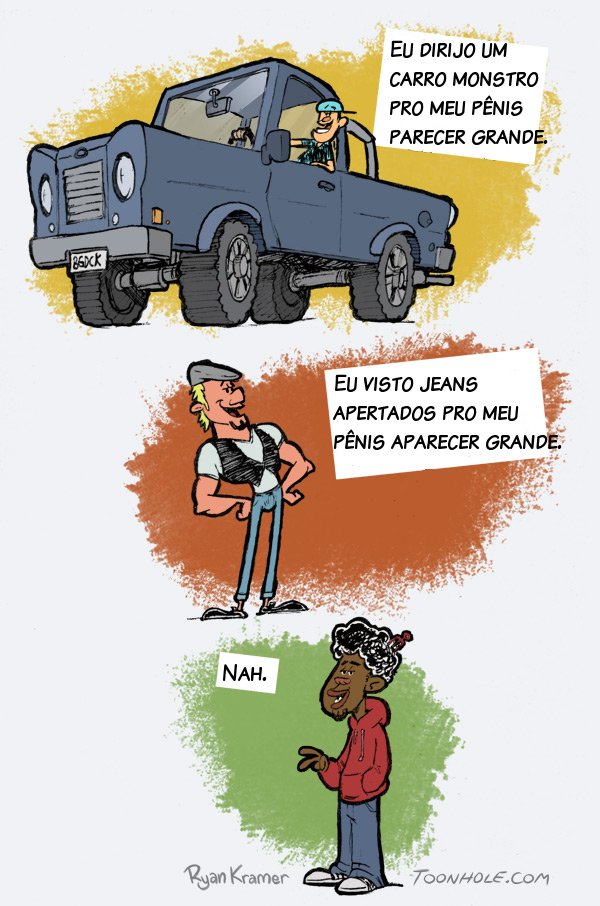 EU DIRIJO UM
CARRO MONSTRO
PRO MEU PÊNIS
PARECER GRANDE.
BGDCK
EU VISTO JEANS
APERTADOS PRO MEU
PÊNIS APARECER GRANDE.
NAH.
Ryan Kramer
TOONHOLE.COM